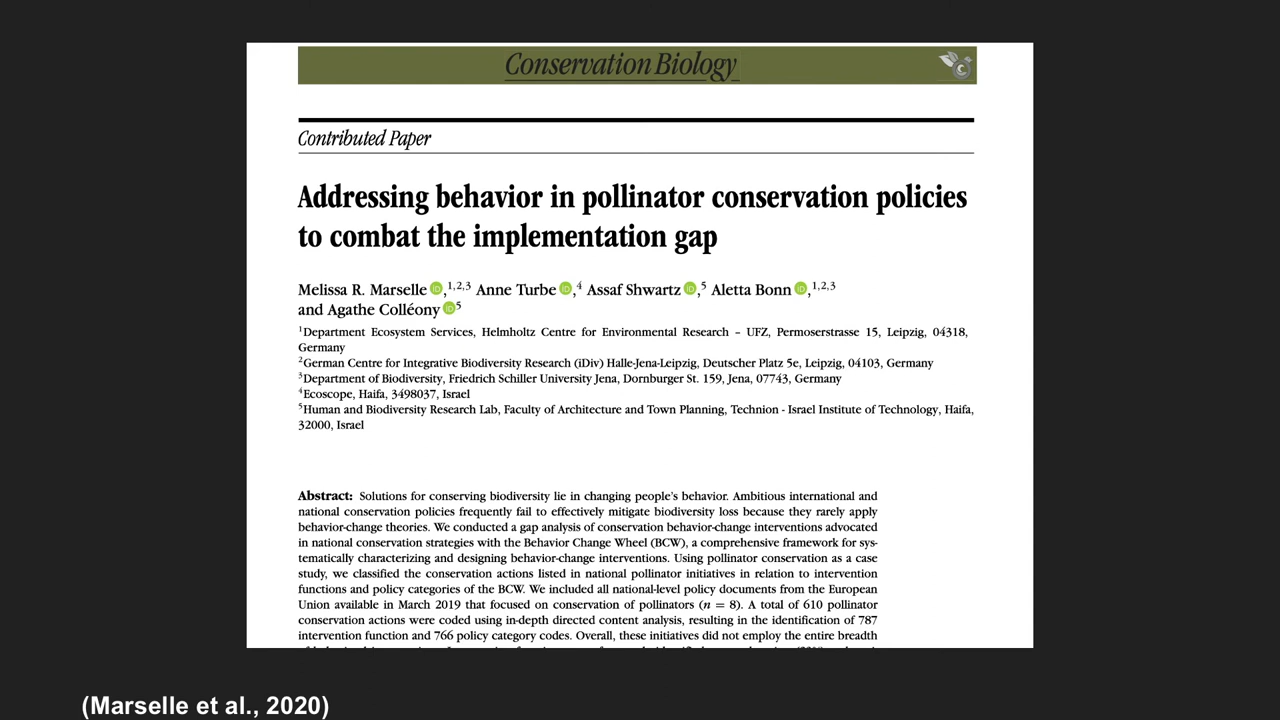 Conservation Biology
Contributed Paper
Addressing behavior in pollinator conservation policies
to combat the implementation gap
Melissa R. Marselle iD,1,2,3 Anne Turbe iD,4 Assaf Shwartz iD,5 Aletta Bonn iD,1,2,3
and Agathe Colléony iD5
1Department Ecosystem Services, Helmholtz Centre for Environmental Research – UFZ, Permoserstrasse 15, Leipzig, 04318,
Germany
2German Centre for Integrative Biodiversity Research (iDiv) Halle-Jena-Leipzig, Deutscher Platz 5e, Leipzig, 04103, Germany
3Department of Biodiversity, Friedrich Schiller University Jena, Dornburger St. 159, Jena, 07743, Germany
4Ecoscope, Haifa, 3498037, Israel
5Human and Biodiversity Research Lab, Faculty of Architecture and Town Planning, Technion - Israel Institute of Technology, Haifa,
32000, Israel
Abstract: Solutions for conserving biodiversity lie in changing people's behavior. Ambitious international and
national conservation policies frequently fail to effectively mitigate biodiversity loss because they rarely apply
behavior-change theories. We conducted a gap analysis of conservation behavior-change interventions advocated
in national conservation strategies with the Behavior Change Wheel (BCW), a comprehensive framework for sys-
tematically characterizing and designing behavior-change interventions. Using pollinator conservation as a case
study, we classified the conservation actions listed in national pollinator initiatives in relation to intervention
functions and policy categories of the BCW. We included all national-level policy documents from the European
Union available in March 2019 that focused on conservation of pollinators (n = 8). A total of 610 pollinator
conservation actions were coded using in-depth directed content analysis, resulting in the identification of 787
intervention function and 766 policy category codes. Overall, these initiatives did not employ the entire breadth
(Marselle et al., 2020)